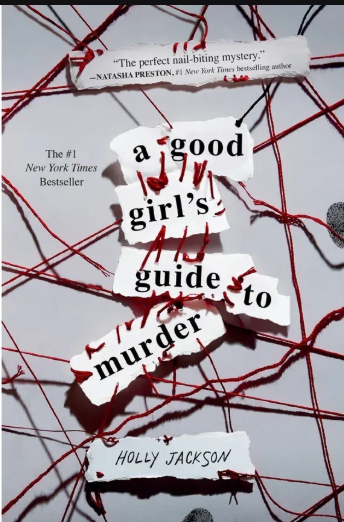 "The perfect nail-biting mystery."
—NATASHA PRESTON, #1 New York Times bestselling author
The #1
New York Times
Bestseller
a good
girl's
guide to
murder
HOLLY JACKSON